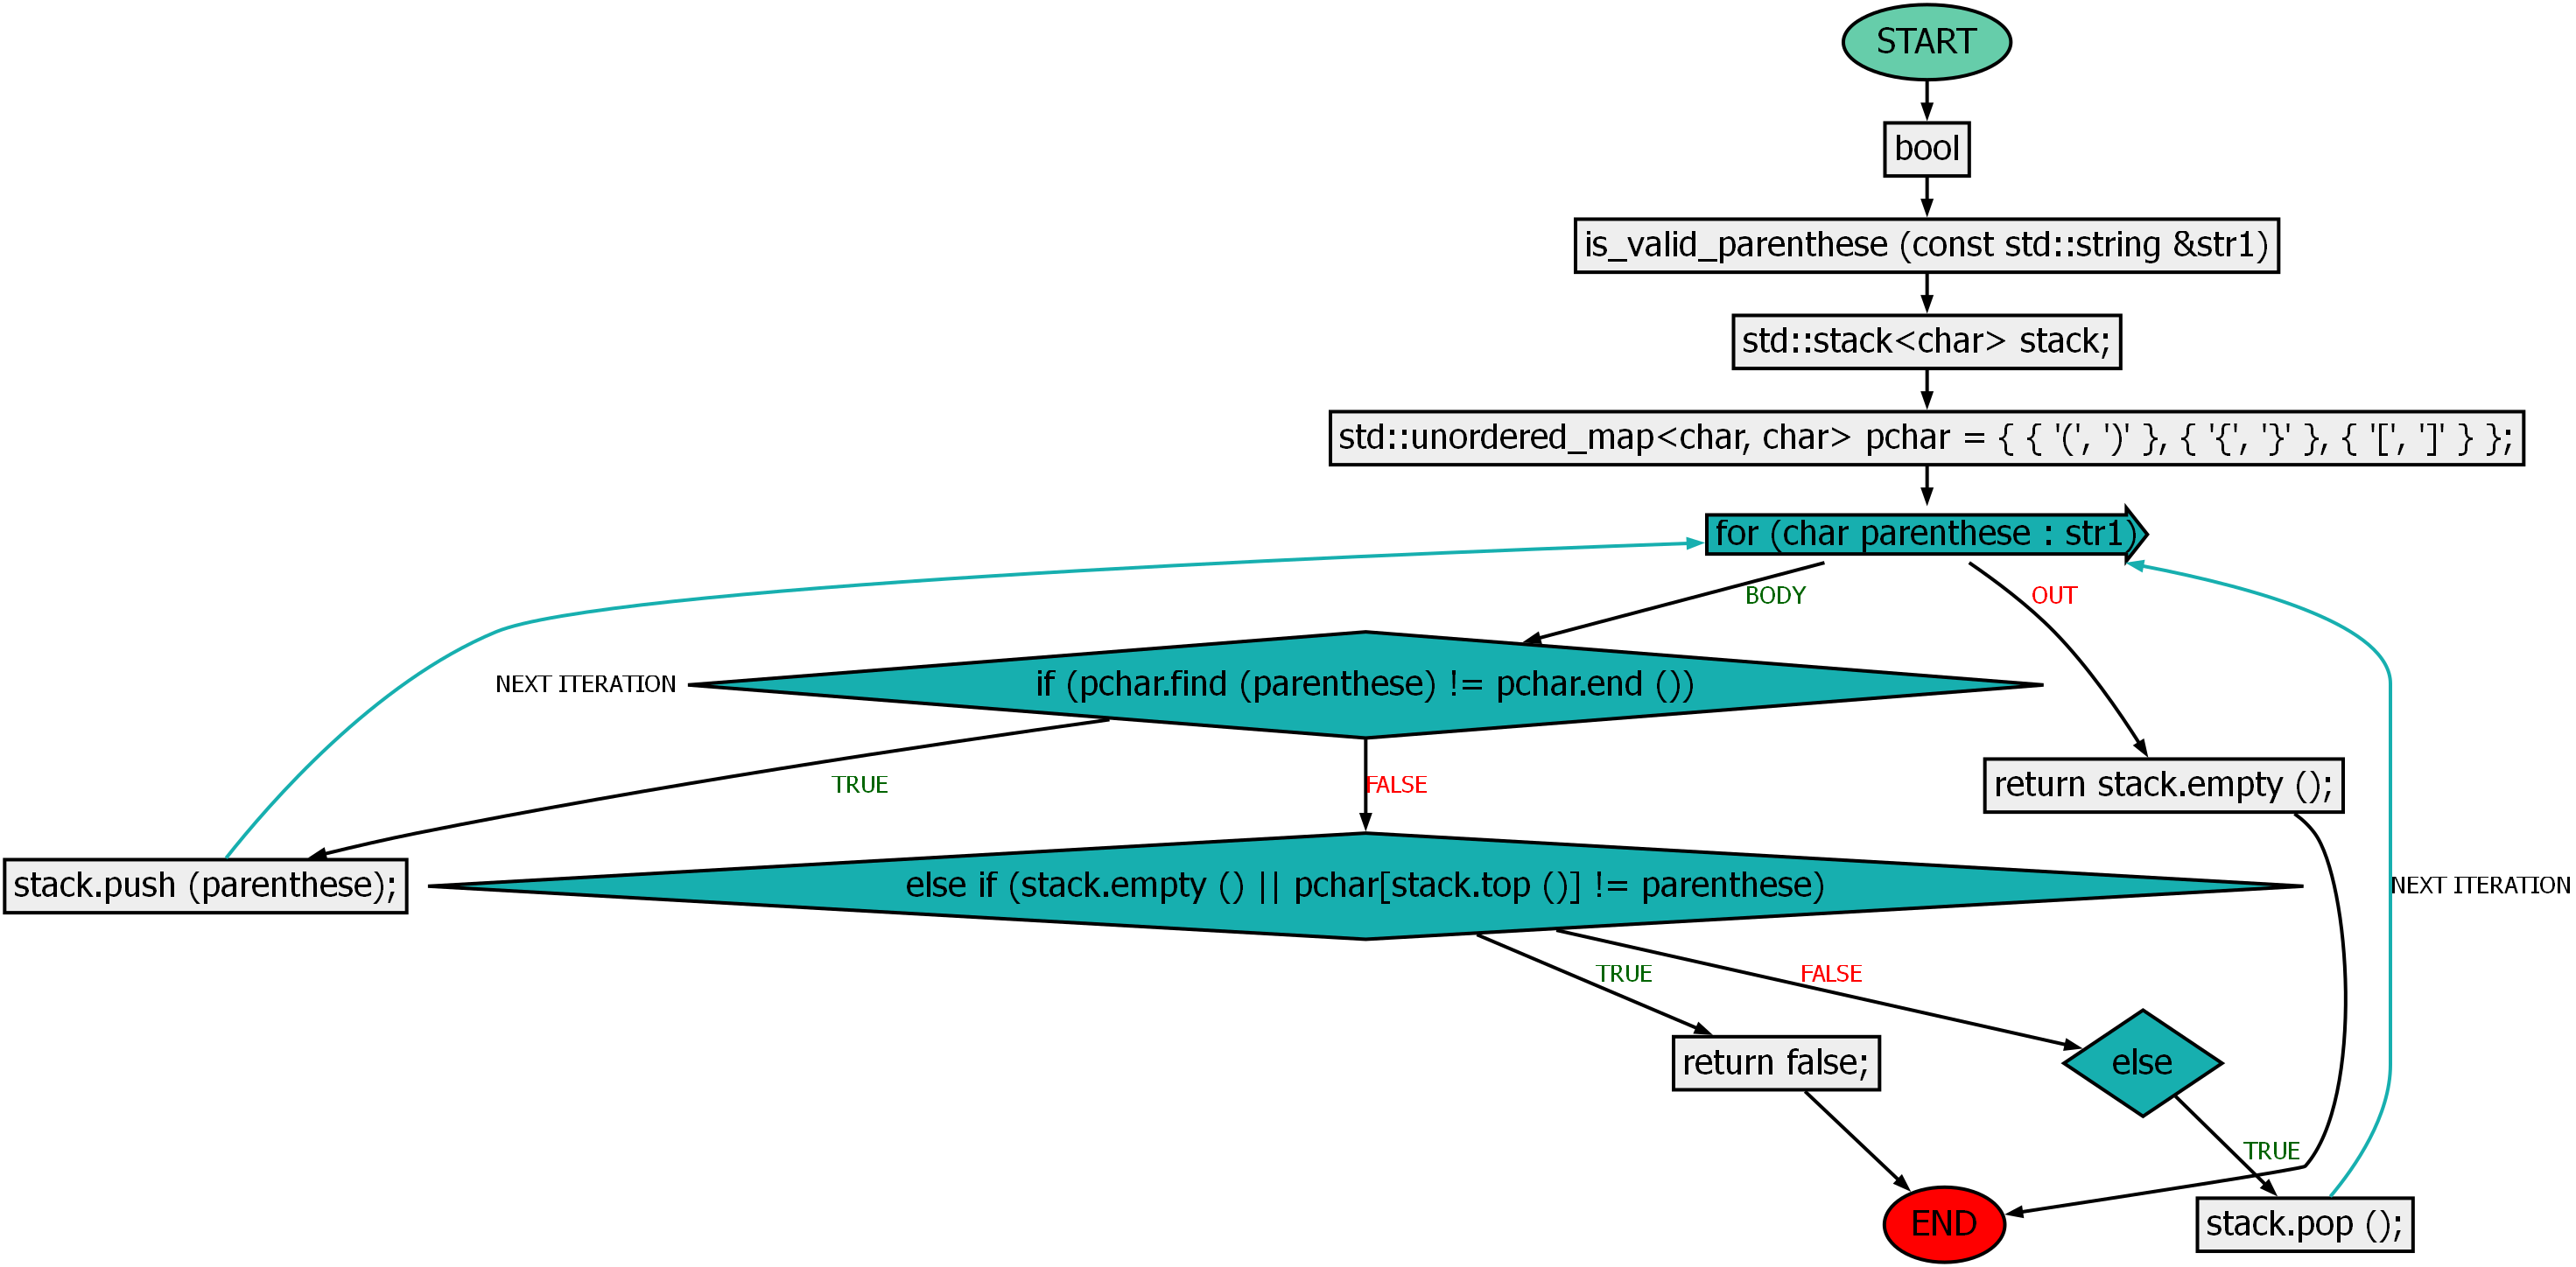 START
bool
is_valid_parenthese (const std::string &str1)
std::stack<char> stack;
std::unordered_map<char, char> pchar = { { '(', ')' }, { '{', '}' }, { '[', ']' } };
for (char parenthese : str1)
BODY
OUT
NEXT ITERATION
if (pchar.find (parenthese) != pchar.end ())
TRUE
FALSE
return stack.empty ();
stack.push (parenthese);
else if (stack.empty () || pchar[stack.top ()] != parenthese)
NEXT ITERATION
TRUE
FALSE
return false;
else
TRUE
END
stack.pop ();